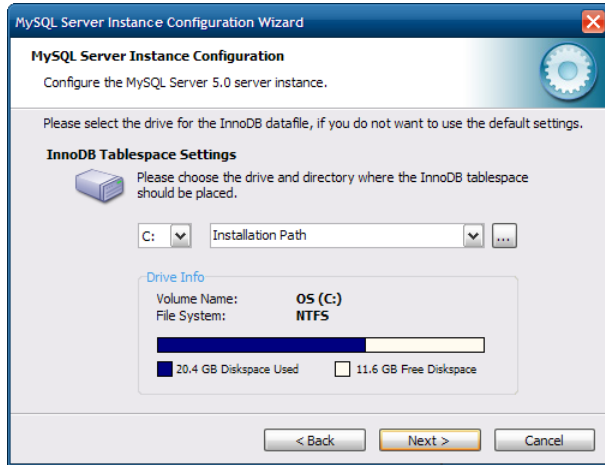 MySQL Server Instance Configuration Wizard
MySQL Server Instance Configuration
Configure the MySQL Server 5.0 server instance.
Please select the drive for the InnoDB datafile, if you do not want to use the default settings.
InnoDB Tablespace Settings
Please choose the drive and directory where the InnoDB tablespace
should be placed.
C: Installation Path ...
Drive Info
Volume Name: OS (C:)
File System: NTFS
20.4 GB Diskspace Used 11.6 GB Free Diskspace
< Back Next > Cancel